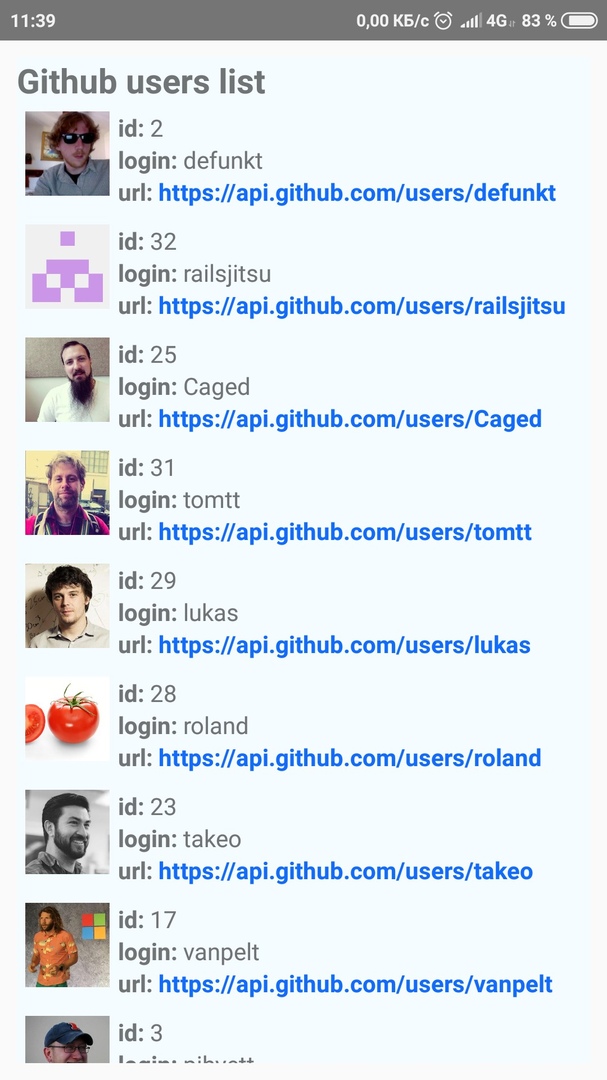 11:39 0,00 КБ/с 4G 83 %
Github users list
id: 2
login: defunkt
url: https://api.github.com/users/defunkt
id: 32
login: railsjitsu
url: https://api.github.com/users/railsjitsu
id: 25
login: Caged
url: https://api.github.com/users/Caged
id: 31
login: tomtt
url: https://api.github.com/users/tomtt
id: 29
login: lukas
url: https://api.github.com/users/lukas
id: 28
login: roland
url: https://api.github.com/users/roland
id: 23
login: takeo
url: https://api.github.com/users/takeo
id: 17
login: vanpelt
url: https://api.github.com/users/vanpelt
id: 3
login: